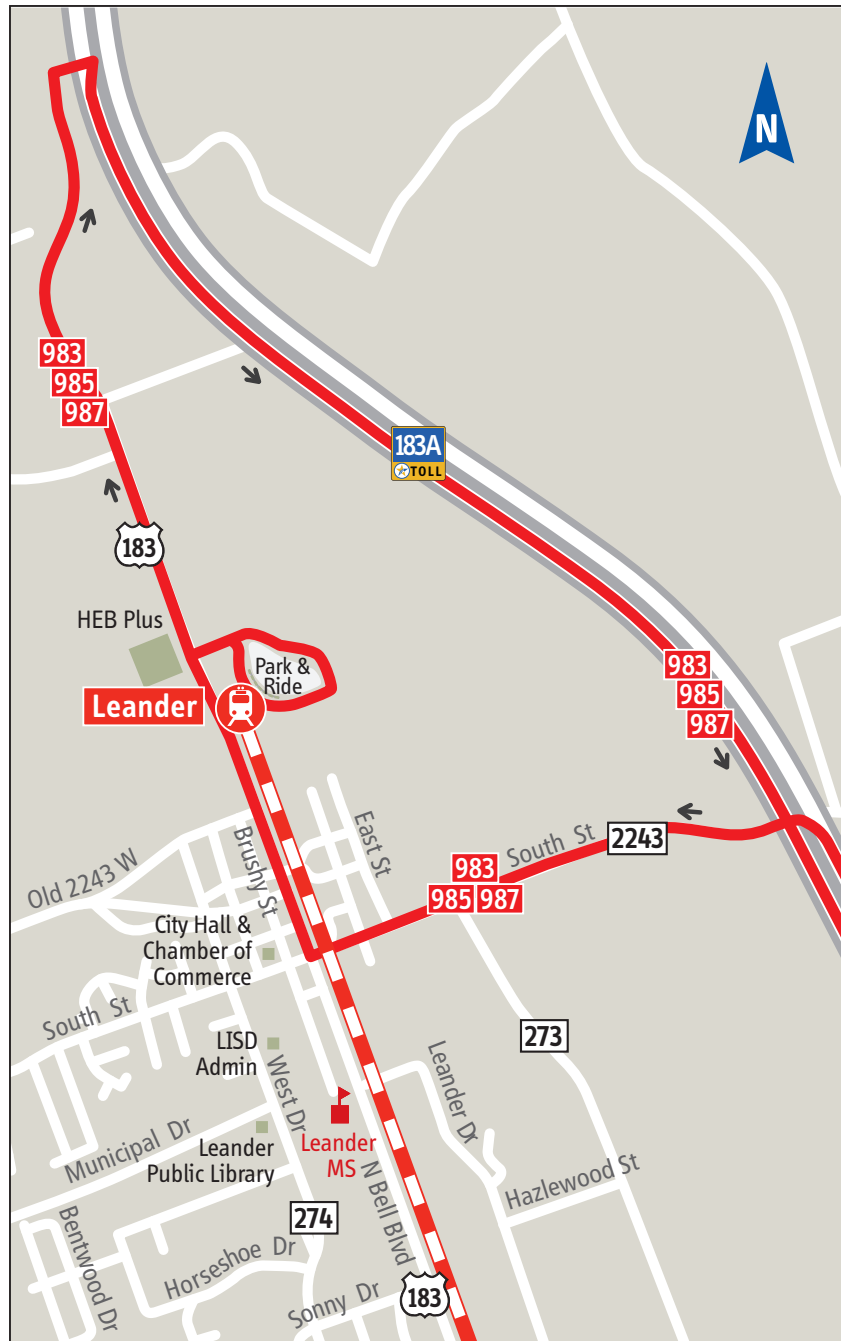 N
983
985
987
183A
TOLL
183
HEB Plus
Park &
Ride
Leander
983
985
987
East St
Brushy St
South St
2243
983
985 987
Old 2243 W
City Hall &
Chamber of
Commerce
South St
LISD
Admin
West Dr
273
Leander Dr
Municipal Dr
Leander
Public Library
Leander
MS
N Bell Blvd
Hazlewood St
274
Bentwood Dr
Horseshoe Dr
Sonny Dr
183